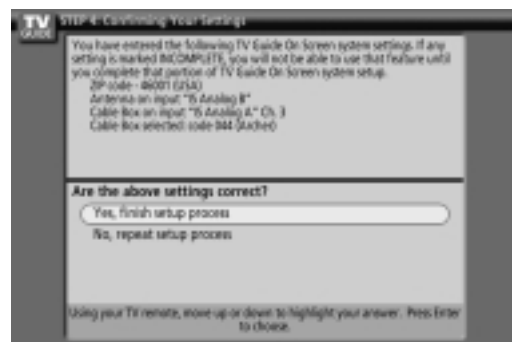 TV
GUIDE
STEP 4: Confirming Your Settings
You have entered the following TV Guide On Screen system settings. If any
setting is marked INCOMPLETE, you will not be able to use that feature until
you complete that portion of TV Guide On Screen system setup.
ZIP code - 46001 (USA)
Antenna on input "IS Analog B"
Cable Box on input "IS Analog A" Ch. 3
Cable Box selected: code 044 (Archer)
Are the above settings correct?
Yes, finish setup process
No, repeat setup process
Using your TV remote, move up or down to highlight your answer. Press Enter
to choose.